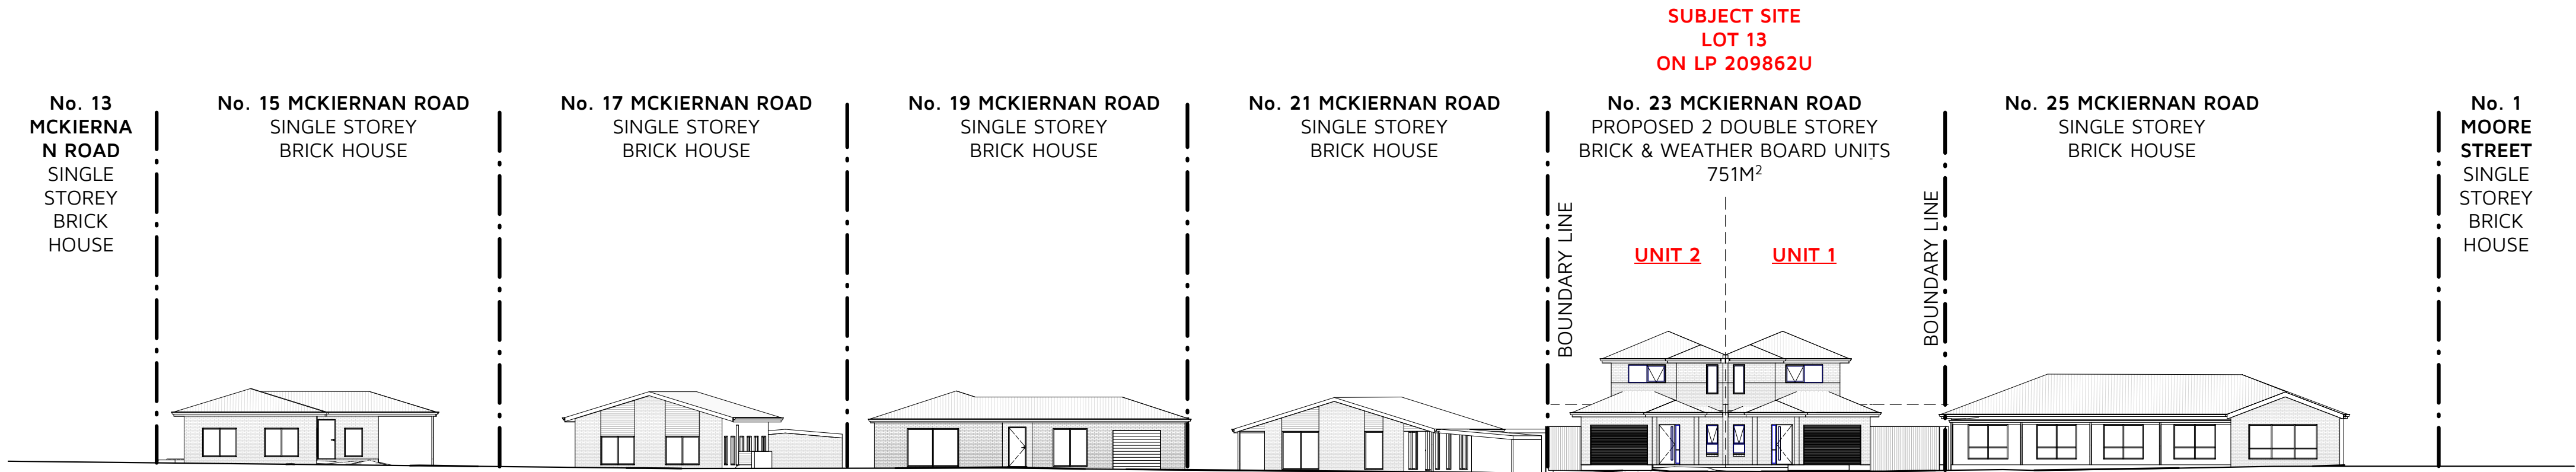 SUBJECT SITE
LOT 13
ON LP 209862U
No. 13
MCKIERNA
N ROAD
SINGLE
STOREY
BRICK
HOUSE
No. 15 MCKIERNAN ROAD
SINGLE STOREY
BRICK HOUSE
No. 17 MCKIERNAN ROAD
SINGLE STOREY
BRICK HOUSE
No. 19 MCKIERNAN ROAD
SINGLE STOREY
BRICK HOUSE
No. 21 MCKIERNAN ROAD
SINGLE STOREY
BRICK HOUSE
No. 23 MCKIERNAN ROAD
PROPOSED 2 DOUBLE STOREY
BRICK & WEATHER BOARD UNITS
751M²
BOUNDARY LINE
UNIT 2
UNIT 1
BOUNDARY LINE
No. 25 MCKIERNAN ROAD
SINGLE STOREY
BRICK HOUSE
No. 1
MOORE
STREET
SINGLE
STOREY
BRICK
HOUSE